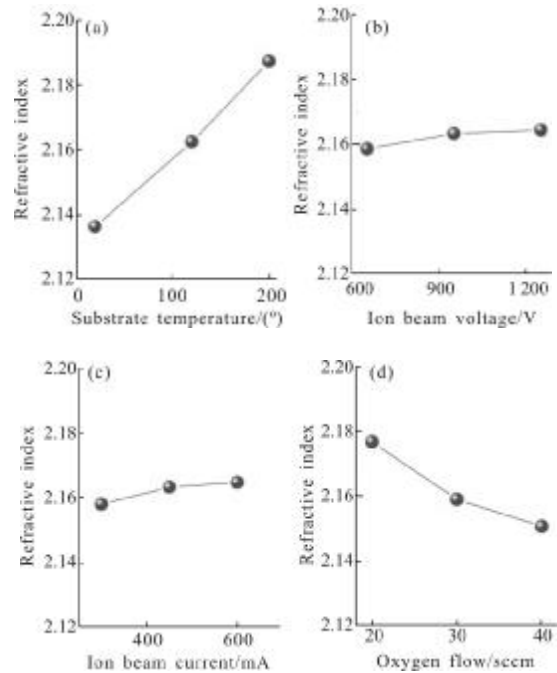 (a)
2.20
2.18
2.16
2.14
2.12
Refractive index
0
100
200
Substrate temperature/(°)
(b)
2.20
2.18
2.16
2.14
2.12
Refractive index
600
900
1200
Ion beam voltage/V
(c)
2.20
2.18
2.16
2.14
2.12
Refractive index
400
600
Ion beam current/mA
(d)
2.20
2.18
2.16
2.14
2.12
Refractive index
20
30
40
Oxygen flow/sccm